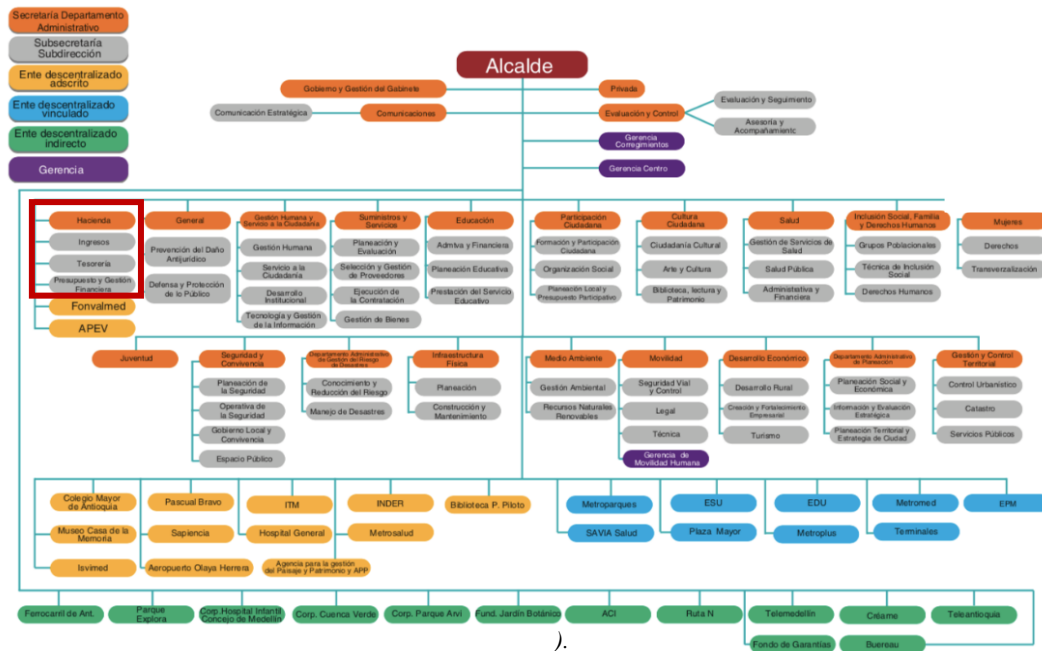 Secretaría Departamento
Administrativo
Subsecretaría
Subdirección
Ente descentralizado
adscrito
Ente descentralizado
vinculado
Ente descentralizado
indirecto
Gerencia
Alcalde
Gobierno y Gestión del Gabinete
Privada
Comunicación Estratégica
Comunicaciones
Evaluación y Control
Evaluación y Seguimiento
Asesoría y
Acompañamientc
Gerencia
Corregimientos
Gerencia Centro
Hacienda
Ingresos
Tesorería
Presupuesto y Gestión
Financiera
Fonvalmed
APEV
General
Prevención del Daño
Antijurídico
Defensa y Protección
de lo Público
Gestión Humana y
Servicio a la Ciudadanía
Gestión Humana
Servicio a la
Ciudadanía
Desarrollo
Institucional
Tecnología y Gestión
de la Información
Suministros y
Servicios
Planeación y
Evaluación
Selección y Gestión
de Proveedores
Ejecución de
la Contratación
Gestión de Bienes
Educación
Admtiva y Financiera
Planeación Educativa
Prestación del Servicio
Educativo
Participación
Ciudadana
Formación y Participación
Ciudadana
Organización Social
Planeación Local y
Presupuesto Participativo
Cultura
Ciudadana
Ciudadanía Cultural
Arte y Cultura
Biblioteca, lectura y
Patrimonio
Salud
Gestión de Servicios de
Salud
Salud Pública
Administrativa y
Financiera
Inclusión Social, Familia
y Derechos Humanos
Grupos Poblacionales
Técnica de Inclusión
Social
Derechos Humanos
Mujeres
Derechos
Transverzalización
Juventud
Seguridad y
Convivencia
Planeación de
la Seguridad
Operativa de
la Seguridad
Gobierno Local y
Convivencia
Espacio Público
Departamento Administrativo
de Gestión del Riesgo
de Desastres
Conocimiento y
Reducción del Riesgo
Manejo de Desastres
Infraestructura
Física
Planeación
Construcción y
Mantenimiento
Medio Ambiente
Gestión Ambiental
Recursos Naturales
Renovables
Movilidad
Seguridad Vial
y Control
Legal
Técnica
Gerencia de
Movilidad Humana
Desarrollo Económico
Desarrollo Rural
Creación y Fortalecimiento
Empresarial
Turismo
Departamento Administrativo
de Planeación
Planeación Social y
Económica
Información y Evaluación
Estratégica
Planeación Territorial y
Estrategia de Ciudad
Gestión y Control
Territorial
Control Urbanístico
Catastro
Servicios Públicos
Colegio Mayor
de Antioquia
Museo Casa de la
Memoria
Isvimed
Pascual Bravo
Sapiencia
Aeropuerto Olaya Herrera
ITM
Hospital General
Agencia para la gestión
del Paisaje y Patrimonio y APP
INDER
Metrosalud
Biblioteca P. Piloto
Metroparques
SAVIA Salud
ESU
Plaza Mayor
EDU
Metroplus
Metromed
Terminales
EPM
Ferrocarril de Ant.
Parque
Explora
Corp.Hospital Infantil
Concejo de Medellín
Corp. Cuenca Verde
Corp. Parque Arvi
Fund. Jardín Botánico
ACI
Ruta N
Telemedellín
Créame
Teleantioquia
Fondo de Garantías
Buereau
).